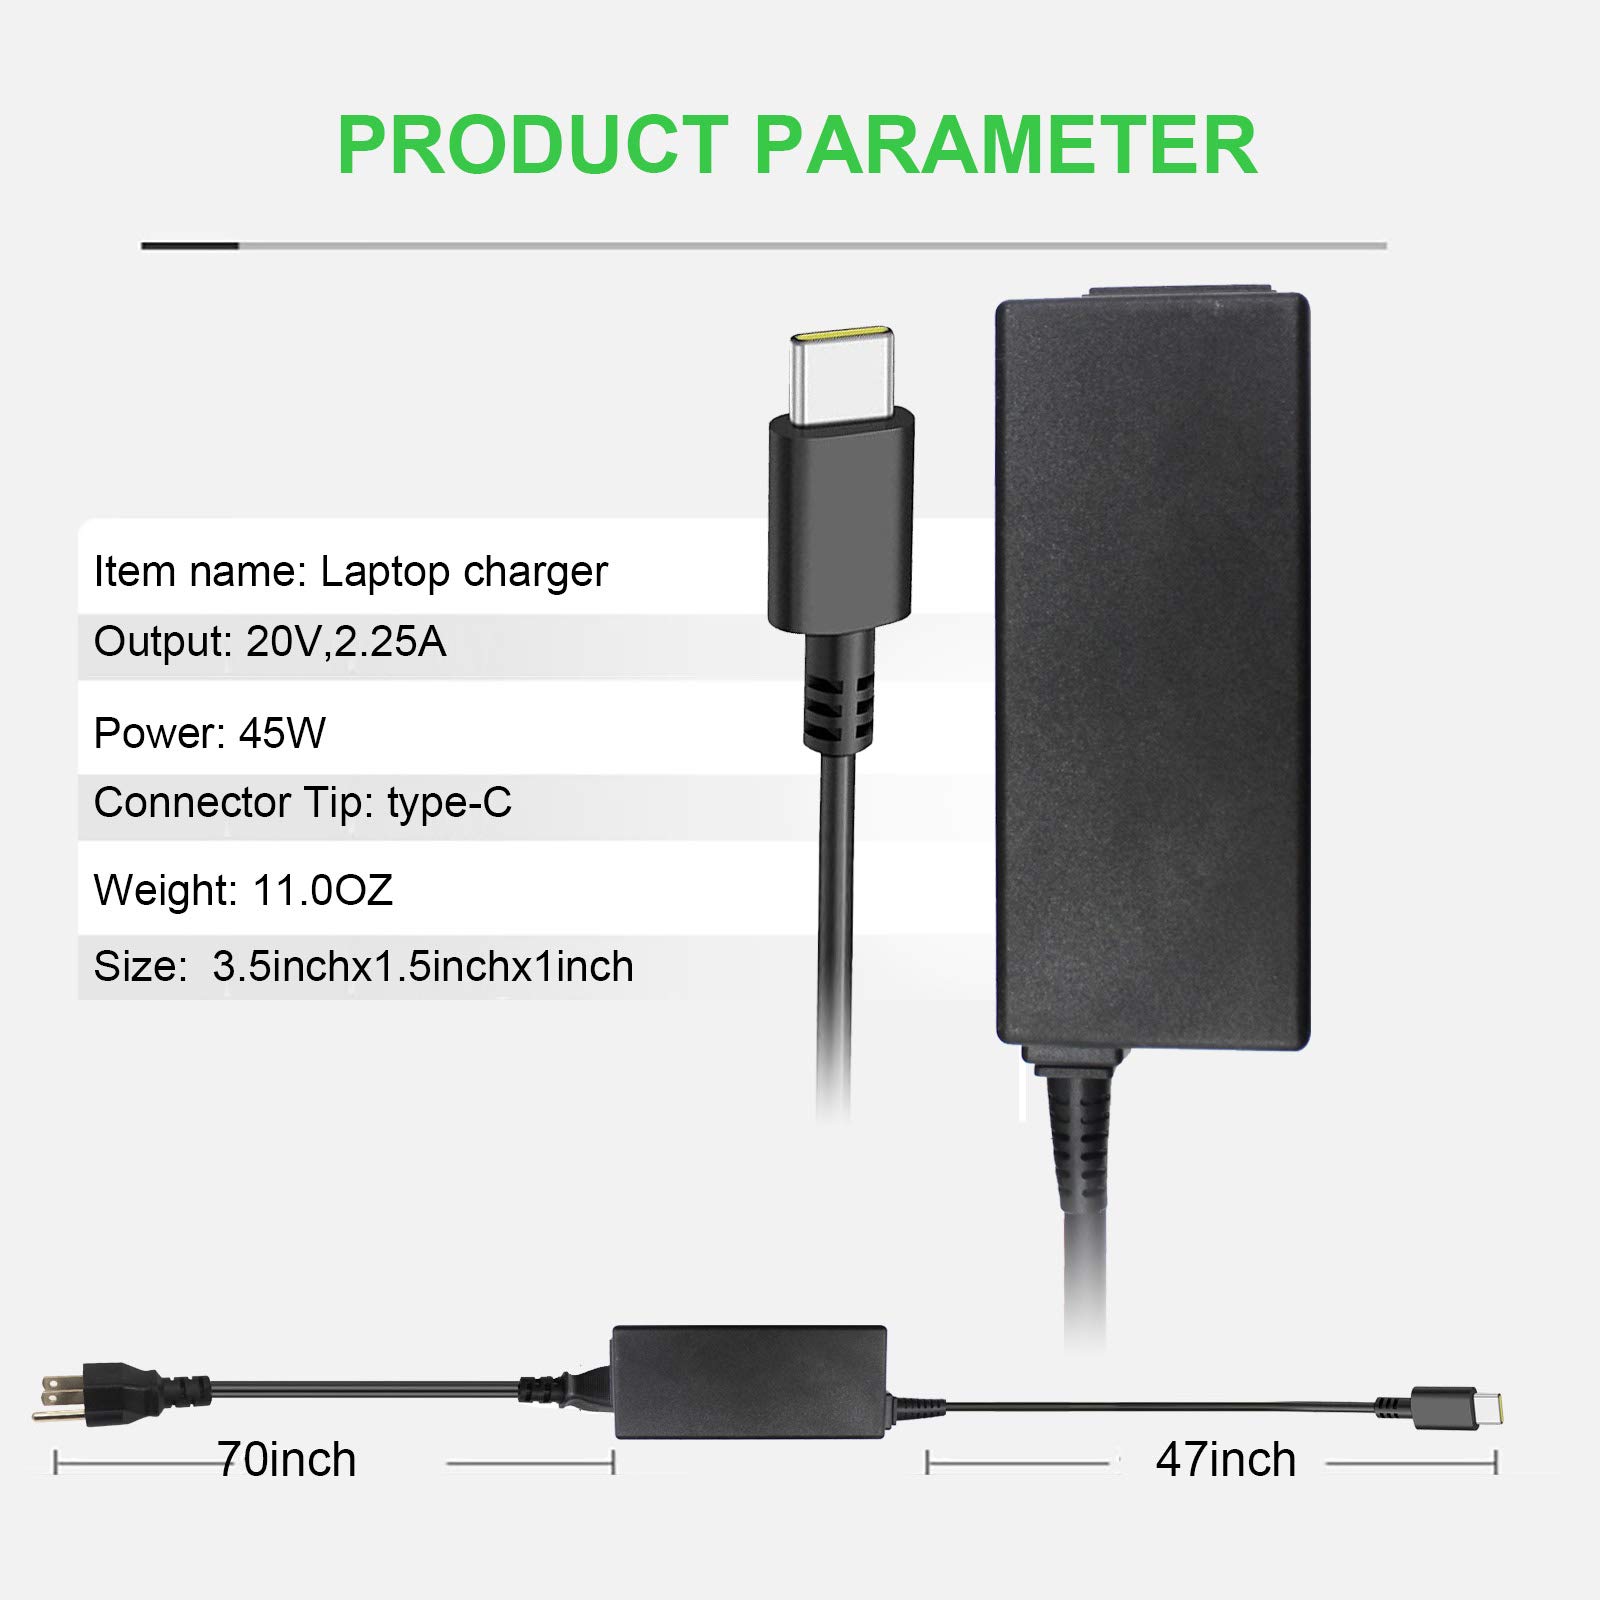 PRODUCT PARAMETER
Item name: Laptop charger
Output: 20V,2.25A
Power: 45W
Connector Tip: type-C
Weight: 11.0OZ
Size: 3.5inchx1.5inchx1inch
70inch
47inch